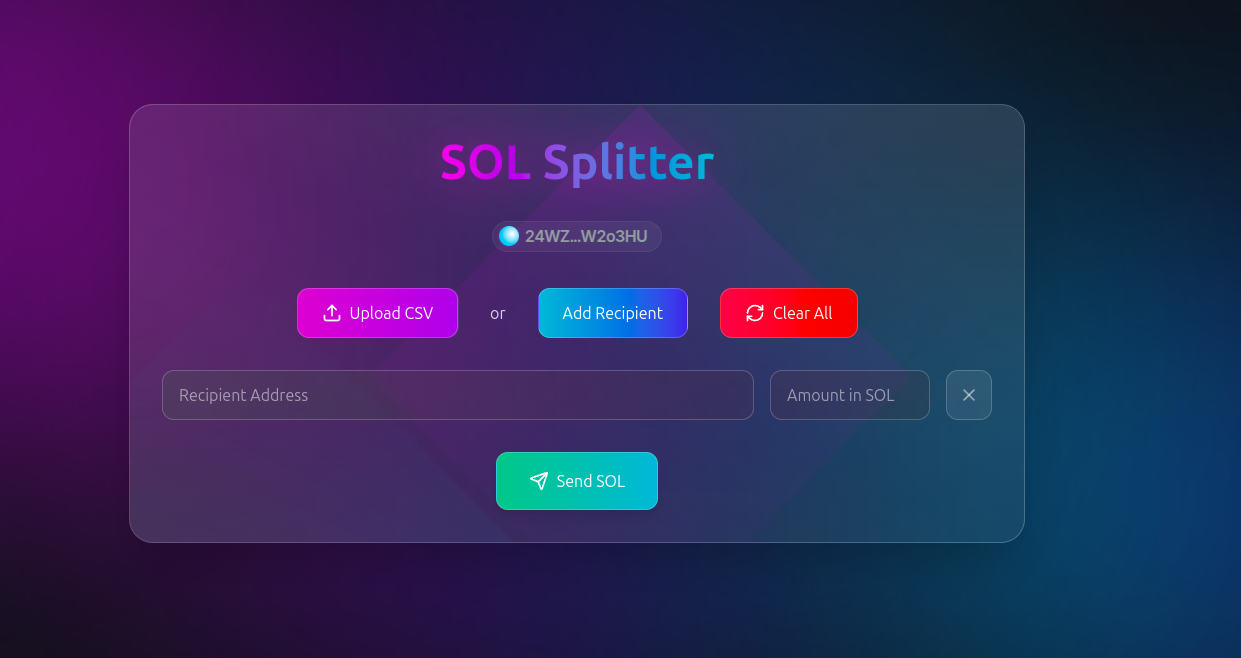 SOL Splitter
24WZ...W2o3HU
Upload CSV or Add Recipient Clear All
Recipient Address Amount in SOL
Send SOL